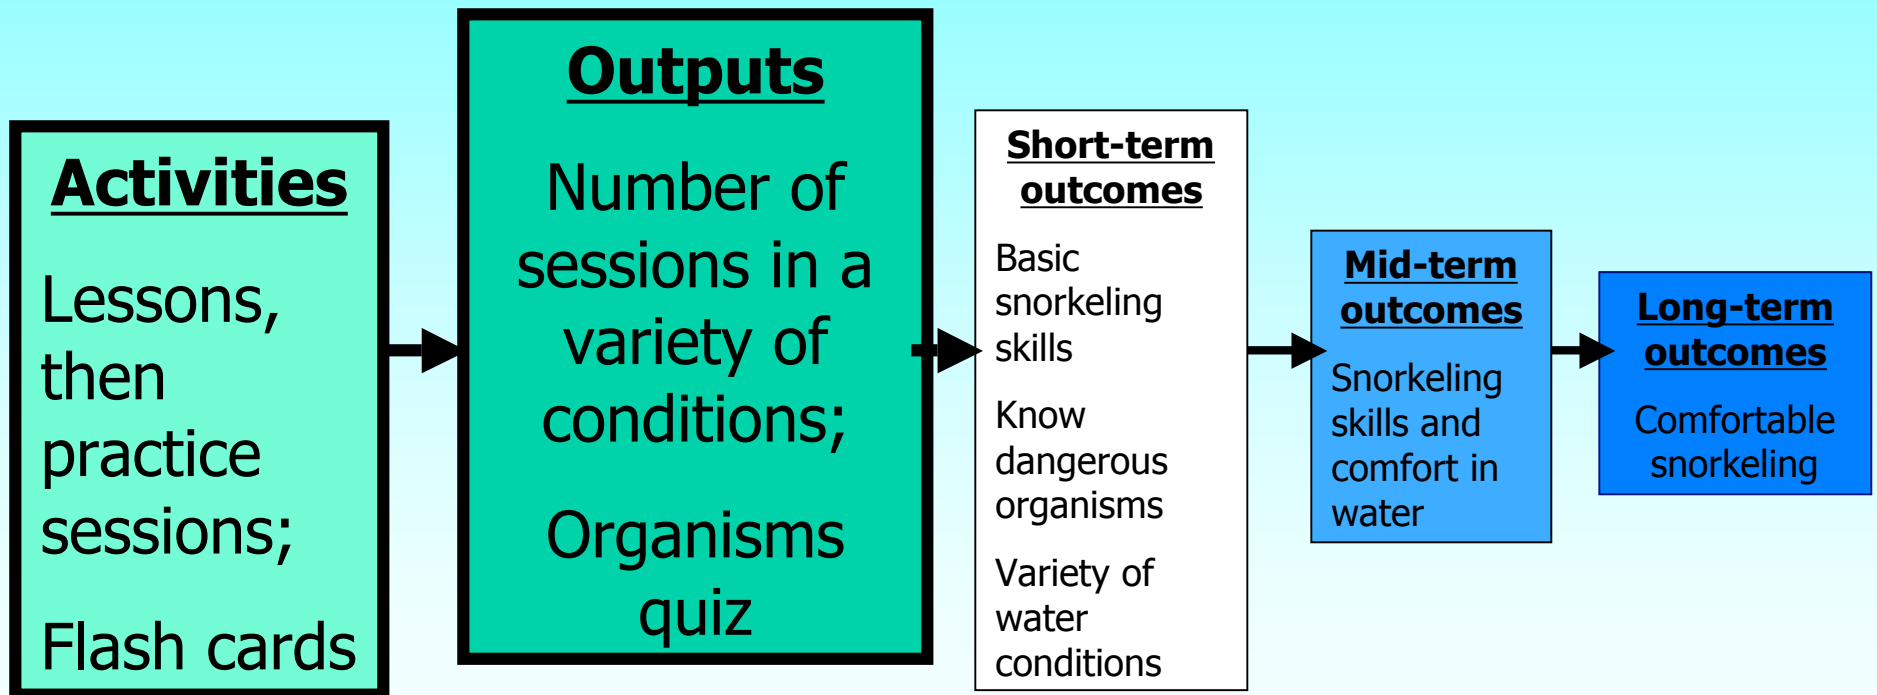 Activities
Lessons,
then
practice
sessions;
Flash cards
Outputs
Number of
sessions in a
variety of
conditions;
Organisms
quiz
Short-term
outcomes
Basic
snorkeling
skills
Know
dangerous
organisms
Variety of
water
conditions
Mid-term
outcomes
Snorkeling
skills and
comfort in
water
Long-term
outcomes
Comfortable
snorkeling